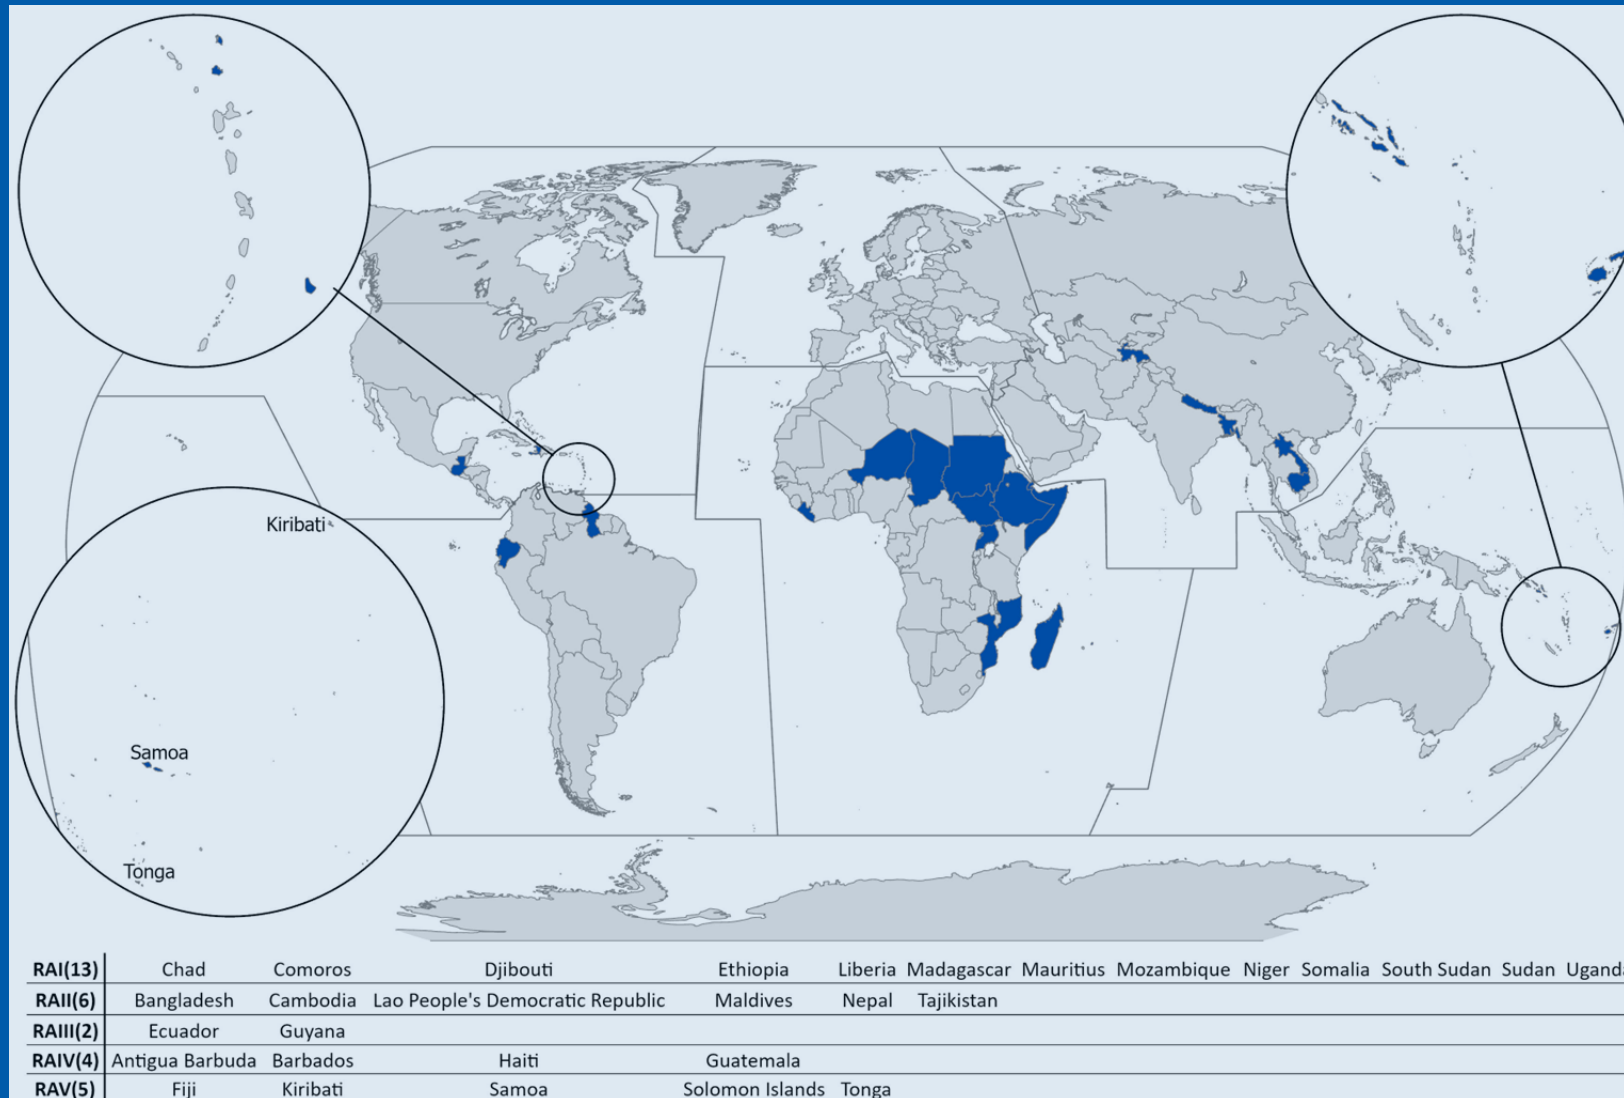 Kiribati
Samoa
Tonga
RAI(13) Chad Comoros Djibouti Ethiopia Liberia Madagascar Mauritius Mozambique Niger Somalia South Sudan Sudan Uganda
RAII(6) Bangladesh Cambodia Lao People's Democratic Republic Maldives Nepal Tajikistan
RAIII(2) Ecuador Guyana
RAIV(4) Antigua Barbuda Barbados Haiti Guatemala
RAV(5) Fiji Kiribati Samoa Solomon Islands Tonga